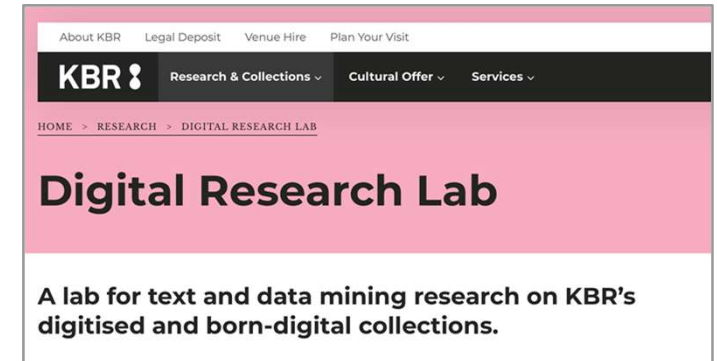 About KBR Legal Deposit Venue Hire Plan Your Visit
KBR Research & Collections Cultural Offer Services
HOME > RESEARCH > DIGITAL RESEARCH LAB
Digital Research Lab
A lab for text and data mining research on KBR’s
digitised and born-digital collections.